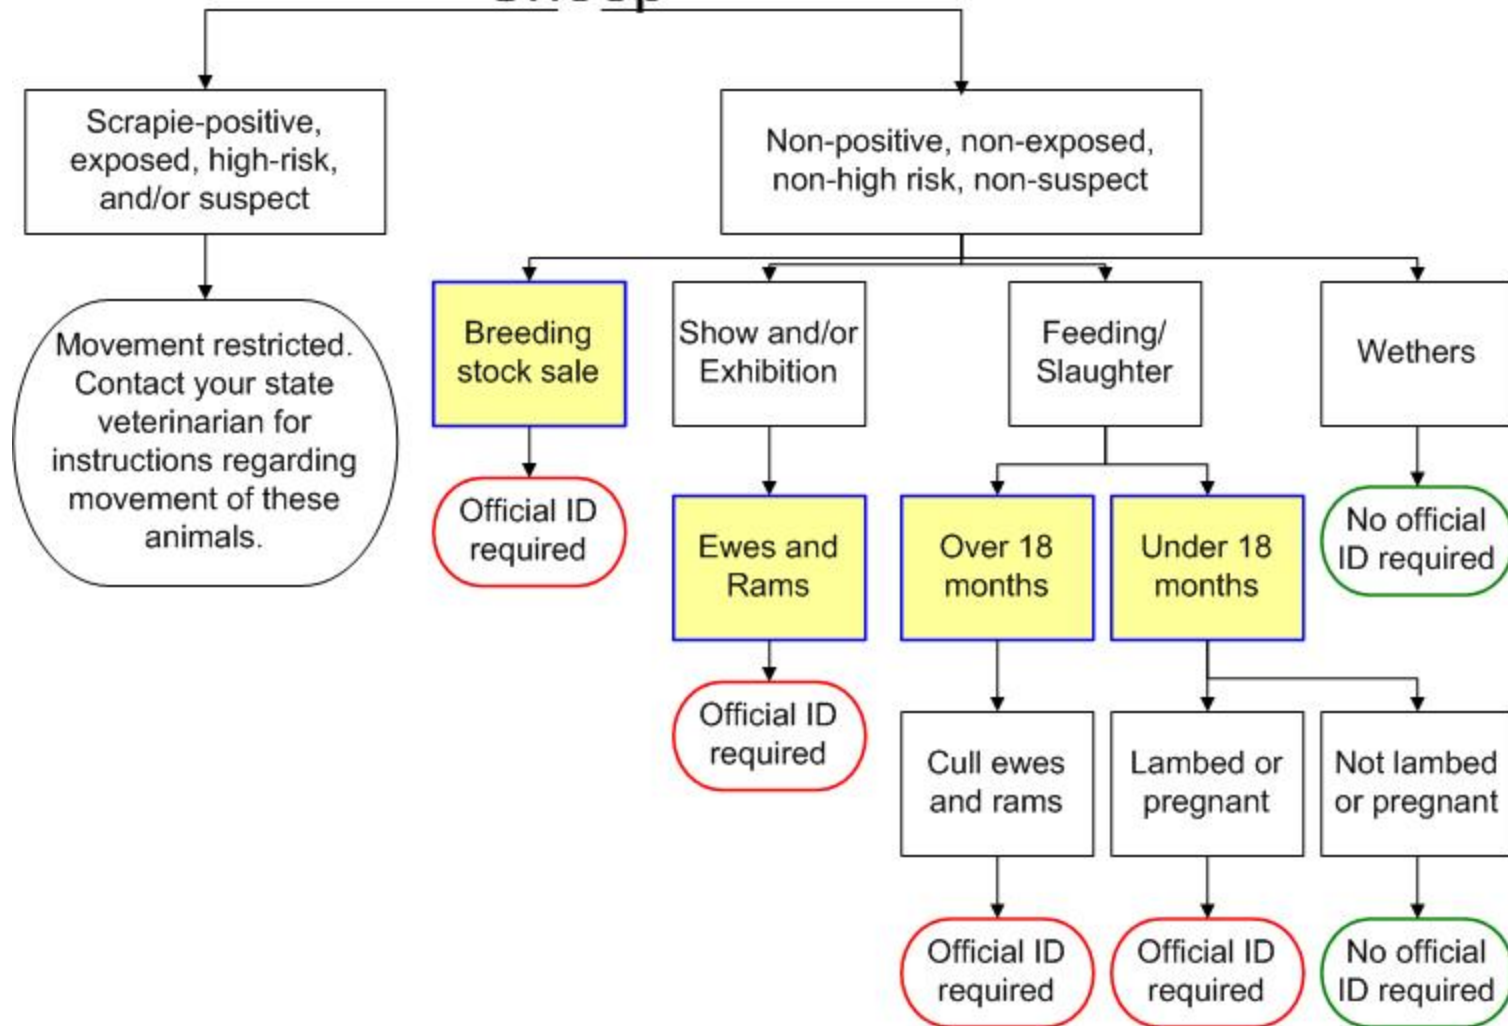 Scrapie-positive,
exposed, high-risk,
and/or suspect
Non-positive, non-exposed,
non-high risk, non-suspect
Movement restricted.
Contact your state
veterinarian for
instructions regarding
movement of these
animals.
Breeding
stock sale
Show and/or
Exhibition
Feeding/
Slaughter
Wethers
Official ID
required
Ewes and
Rams
Over 18
months
Under 18
months
No official
ID required
Official ID
required
Cull ewes
and rams
Lambed or
pregnant
Not lambed
or pregnant
Official ID
required
Official ID
required
No official
ID required